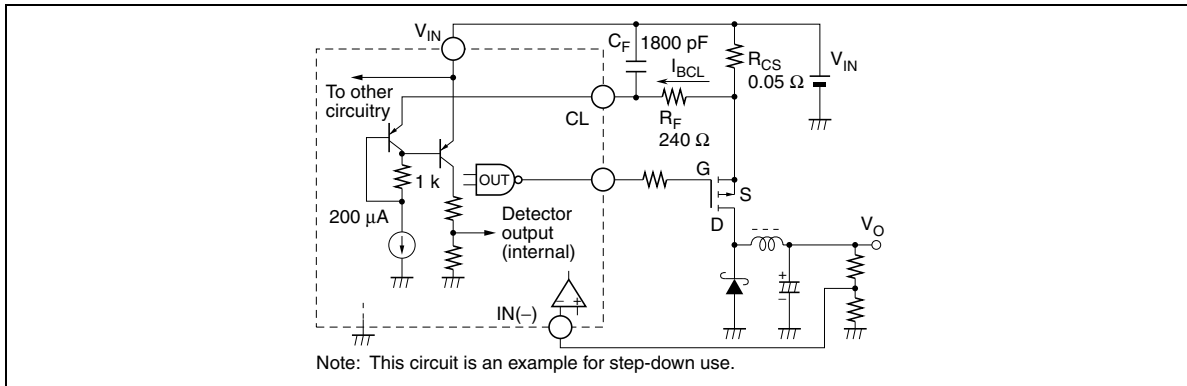 V_IN
C_F 1800 pF
I_BCL
R_CS
0.05 Ω
V_IN
To other
circuitry
CL
R_F
240 Ω
1 k
OUT
G
S
D
200 μA
Detector
output
(internal)
V_O
+
−
− +
IN(−)
Note: This circuit is an example for step-down use.